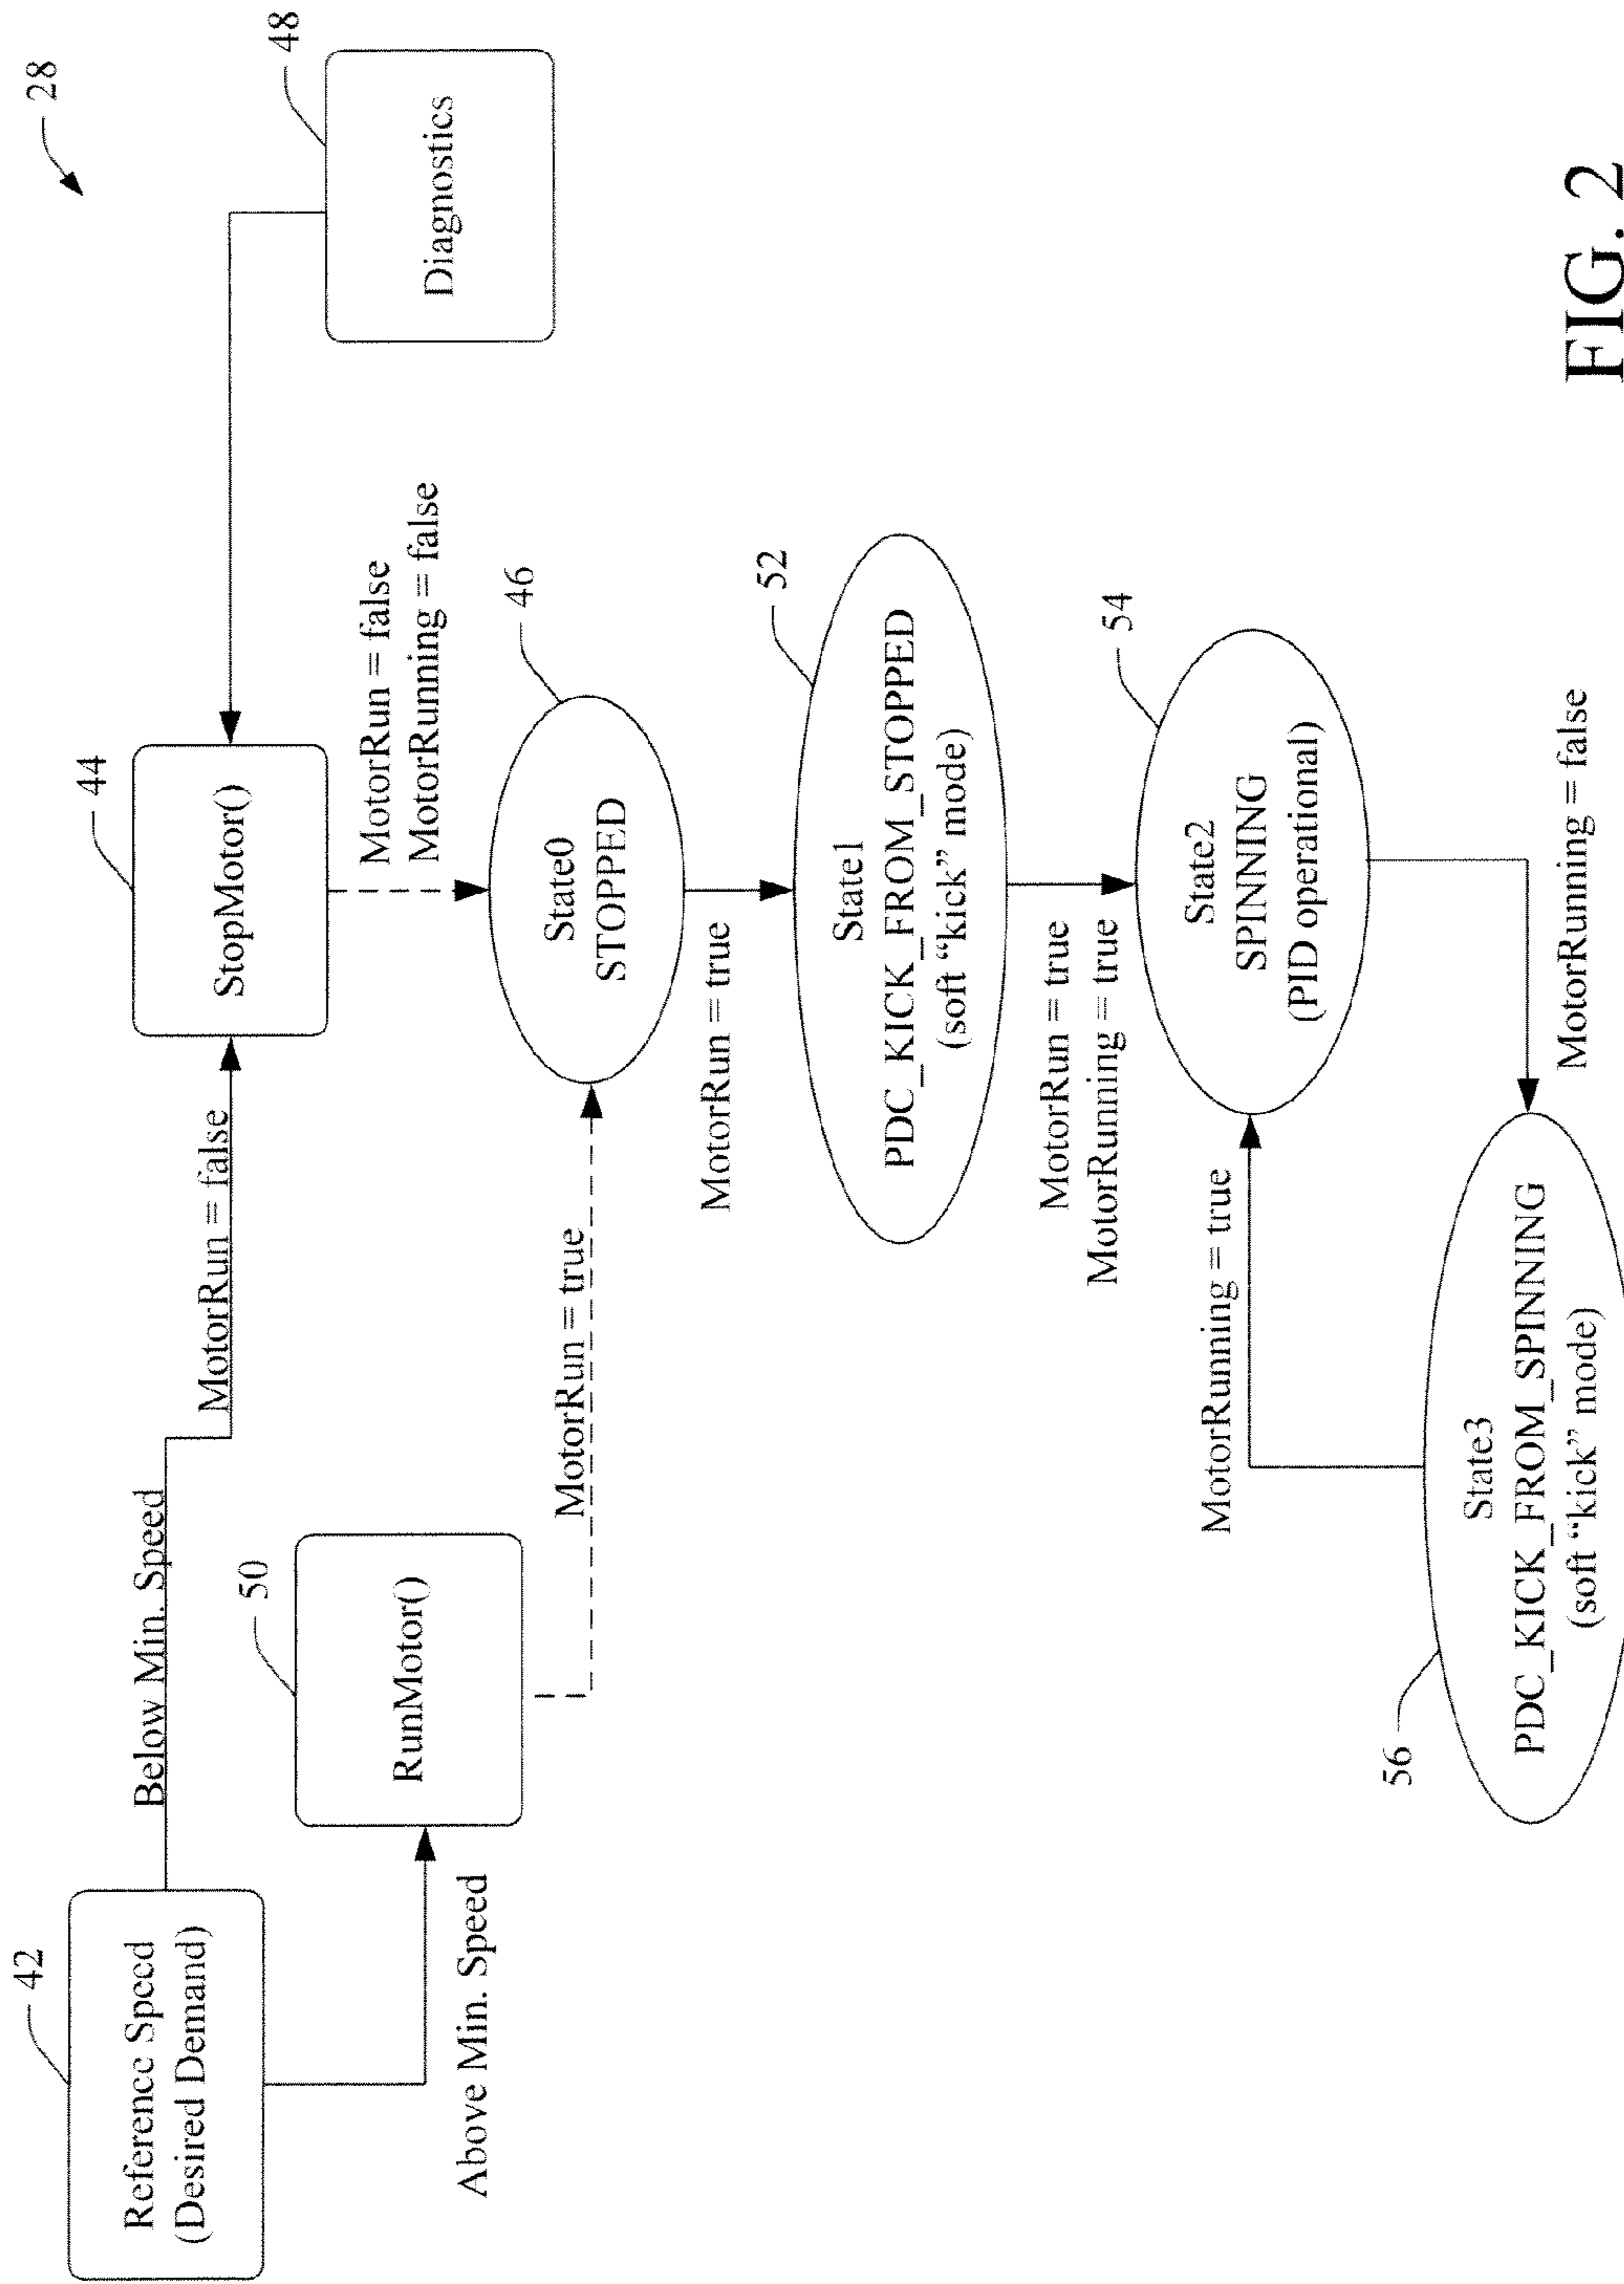 28
42
Reference Speed
(Desired Demand)
Below Min. Speed
MotorRun = false
44
StopMotor()
48
Diagnostics
Above Min. Speed
50
RunMotor()
MotorRun = true
MotorRun = false
MotorRunning = false
46
State0
STOPPED
MotorRun = true
52
State1
PDC_KICK_FROM_STOPPED
(soft “kick” mode)
MotorRun = true
MotorRunning = true
54
State2
SPINNING
(PID operational)
MotorRunning = true
MotorRunning = false
56
State3
PDC_KICK_FROM_SPINNING
(soft “kick” mode)
FIG. 2